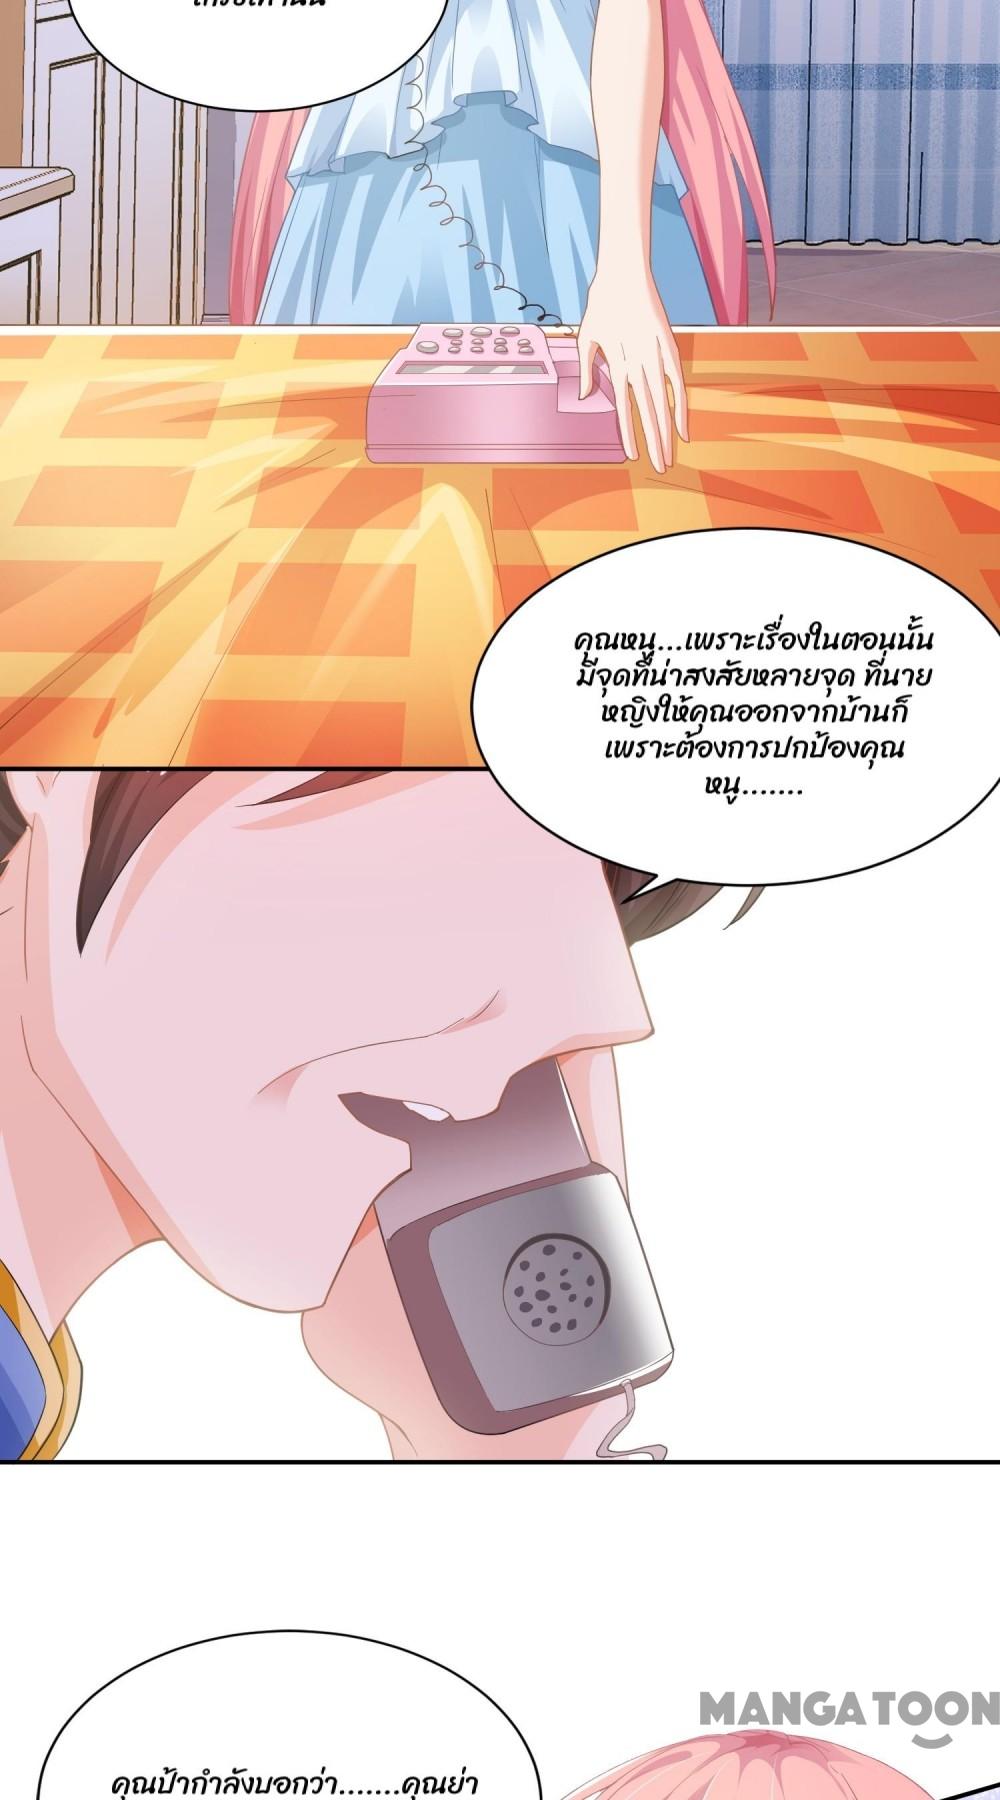 คุณหนู...เพราะเรื่องในตอนนั้น
มีจุดที่น่าสงสัยหลายจุด ที่นาย
หญิงให้คุณออกจากบ้านก็
เพราะต้องการปกป้องคุณ
หนู.......
MANGATOON
คุณป้ากำลังบอกว่า.......คุณย่า